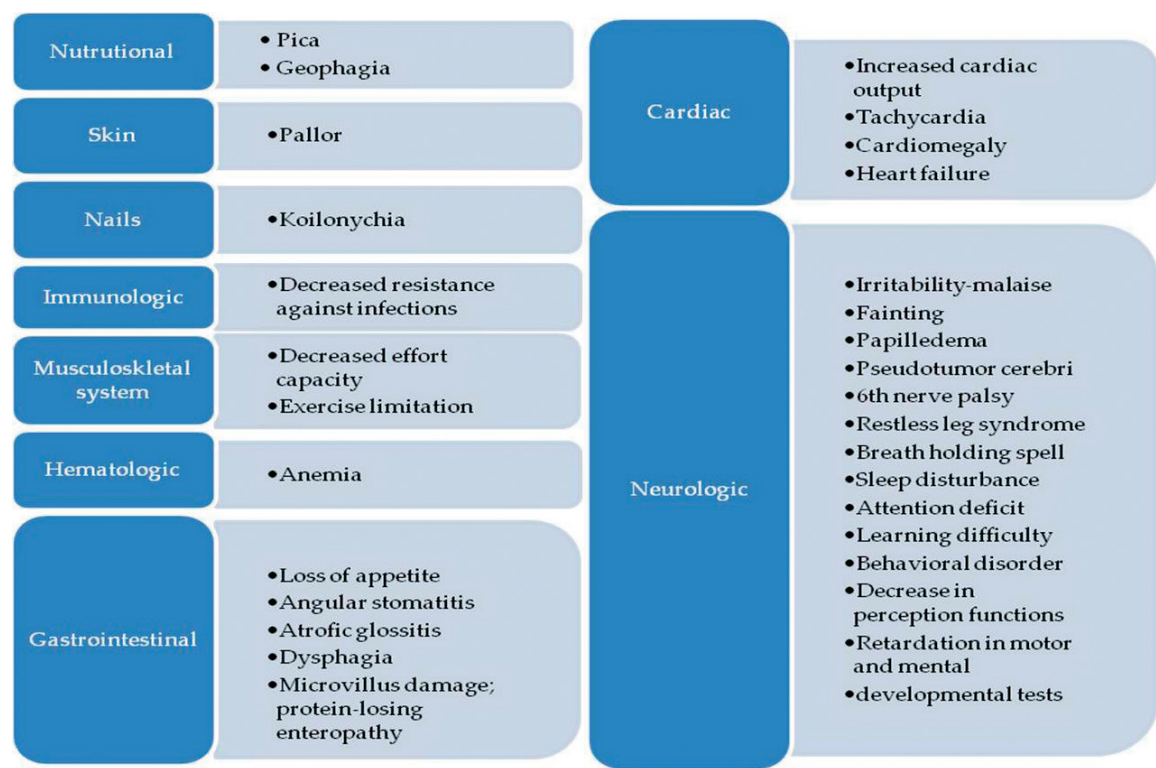 Nutrutional
• Pica
• Geophagia
Skin
•Pallor
Nails
•Koilonychia
Immunologic
•Decreased resistance
against infections
Musculoskletal
system
•Decreased effort
capacity
•Exercise limitation
Hematologic
•Anemia
Gastrointestinal
•Loss of appetite
•Angular stomatitis
•Atrofic glossitis
•Dysphagia
•Microvillus damage;
protein-losing
enteropathy
Cardiac
•Increased cardiac
output
•Tachycardia
•Cardiomegaly
•Heart failure
Neurologic
•Irritability-malaise
•Fainting
•Papilledema
•Pseudotumor cerebri
•6th nerve palsy
•Restless leg syndrome
•Breath holding spell
•Sleep disturbance
•Attention deficit
•Learning difficulty
•Behavioral disorder
•Decrease in
perception functions
•Retardation in motor
and mental
•developmental tests